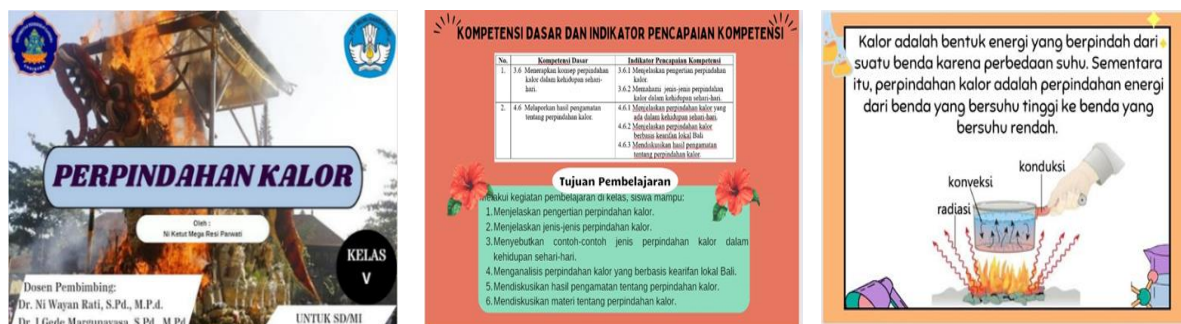 PERPINDAHAN KALOR
Oleh :
Ni Ketut Mega Resi Parwati
KELAS
V
Dosen Pembimbing:
Dr. Ni Wayan Rati, S.Pd., M.P.d.
Dr. I Gede Margunayasa, S.Pd., M.Pd
UNTUK SD/MI
KOMPETENSI DASAR DAN INDIKATOR PENCAPAIAN KOMPETENSI
No. Kompetensi Dasar Indikator Pencapaian Kompetensi
1. 3.6 Menerapkan konsep perpindahan
kalor dalam kehidupan sehari-
hari.
3.6.1 Menjelaskan pengertian perpindahan
kalor.
3.6.2 Memahami jenis-jenis perpindahan
kalor dalam kehidupan sehari-hari.
2. 4.6 Melaporkan hasil pengamatan
tentang perpindahan kalor.
4.6.1 Menjelaskan perpindahan kalor yang
ada dalam kehidupan sehari-hari.
4.6.2 Menjelaskan perpindahan kalor
berbasis kearifan lokal Bali
4.6.3 Mendiskusikan hasil pengamatan
tentang perpindahan kalor.
Tujuan Pembelajaran
Melalui kegiatan pembelajaran di kelas, siswa mampu:
1. Menjelaskan pengertian perpindahan kalor.
2. Menjelaskan jenis-jenis perpindahan kalor.
3. Menyebutkan contoh-contoh jenis perpindahan kalor dalam
kehidupan sehari-hari.
4. Menganalisis perpindahan kalor yang berbasis kearifan lokal Bali.
5. Mendiskusikan hasil pengamatan tentang perpindahan kalor.
6. Mendiskusikan materi tentang perpindahan kalor.
Kalor adalah bentuk energi yang berpindah dari
suatu benda karena perbedaan suhu. Sementara
itu, perpindahan kalor adalah perpindahan energi
dari benda yang bersuhu tinggi ke benda yang
bersuhu rendah.
konduksi
konveksi
radiasi